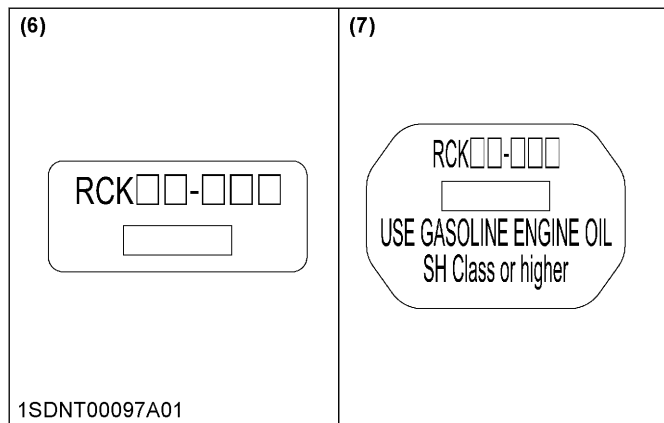 (6)
RCK□□-□□□
1SDNT00097A01
(7)
RCK□□-□□□
USE GASOLINE ENGINE OIL
SH Class or higher